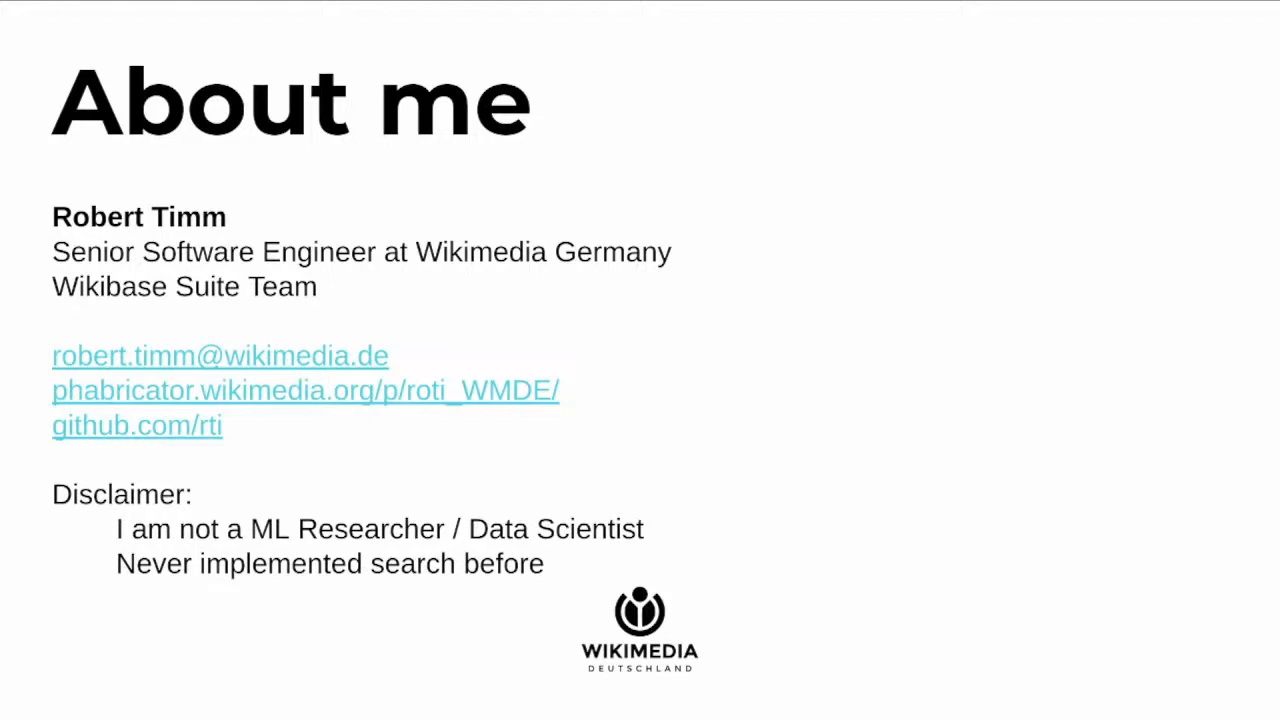 About me
Robert Timm
Senior Software Engineer at Wikimedia Germany
Wikibase Suite Team
robert.timm@wikimedia.de
phabricator.wikimedia.org/p/roti_WMDE/
github.com/rti
Disclaimer:
I am not a ML Researcher / Data Scientist
Never implemented search before
WIKIMEDIA
DEUTSCHLAND